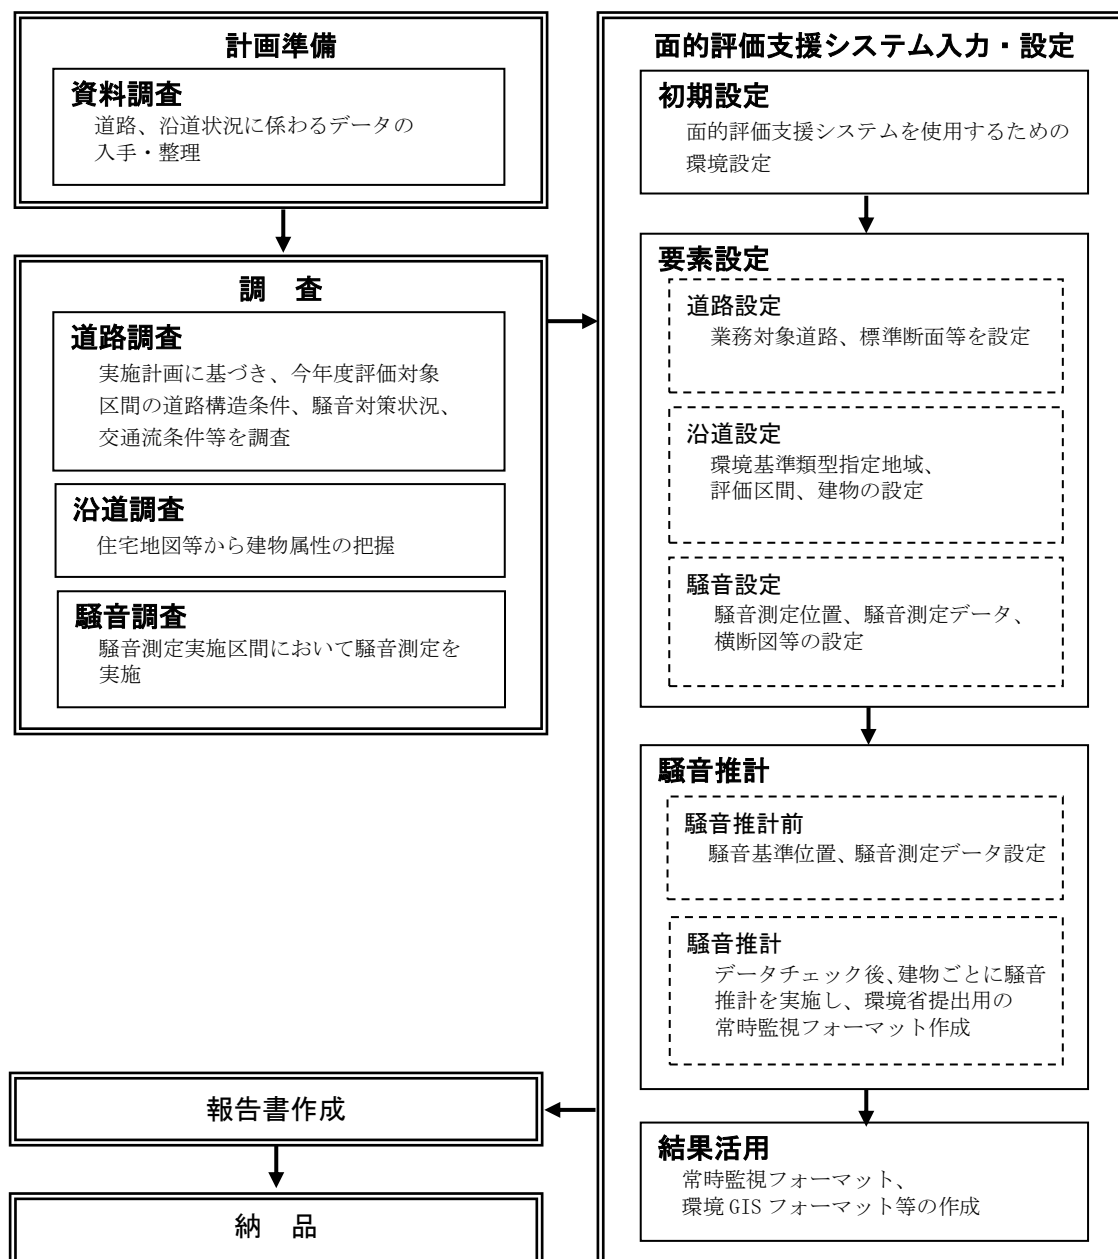 計画準備
資料調査
道路、沿道状況に係わるデータの
入手・整理
調　査
道路調査
実施計画に基づき、今年度評価対象
区間の道路構造条件、騒音対策状況、
交通流条件等を調査
沿道調査
住宅地図等から建物属性の把握
騒音調査
騒音測定実施区間において騒音測定を
実施
面的評価支援システム入力・設定
初期設定
面的評価支援システムを使用するための
環境設定
要素設定
道路設定
業務対象道路、標準断面等を設定
沿道設定
環境基準類型指定地域、
評価区間、建物の設定
騒音設定
騒音測定位置、騒音測定データ、
横断図等の設定
騒音推計
騒音推計前
騒音基準位置、騒音測定データ設定
騒音推計
データチェック後、建物ごとに騒音
推計を実施し、環境省提出用の
常時監視フォーマット作成
結果活用
常時監視フォーマット、
環境 GIS フォーマット等の作成
報告書作成
納　品